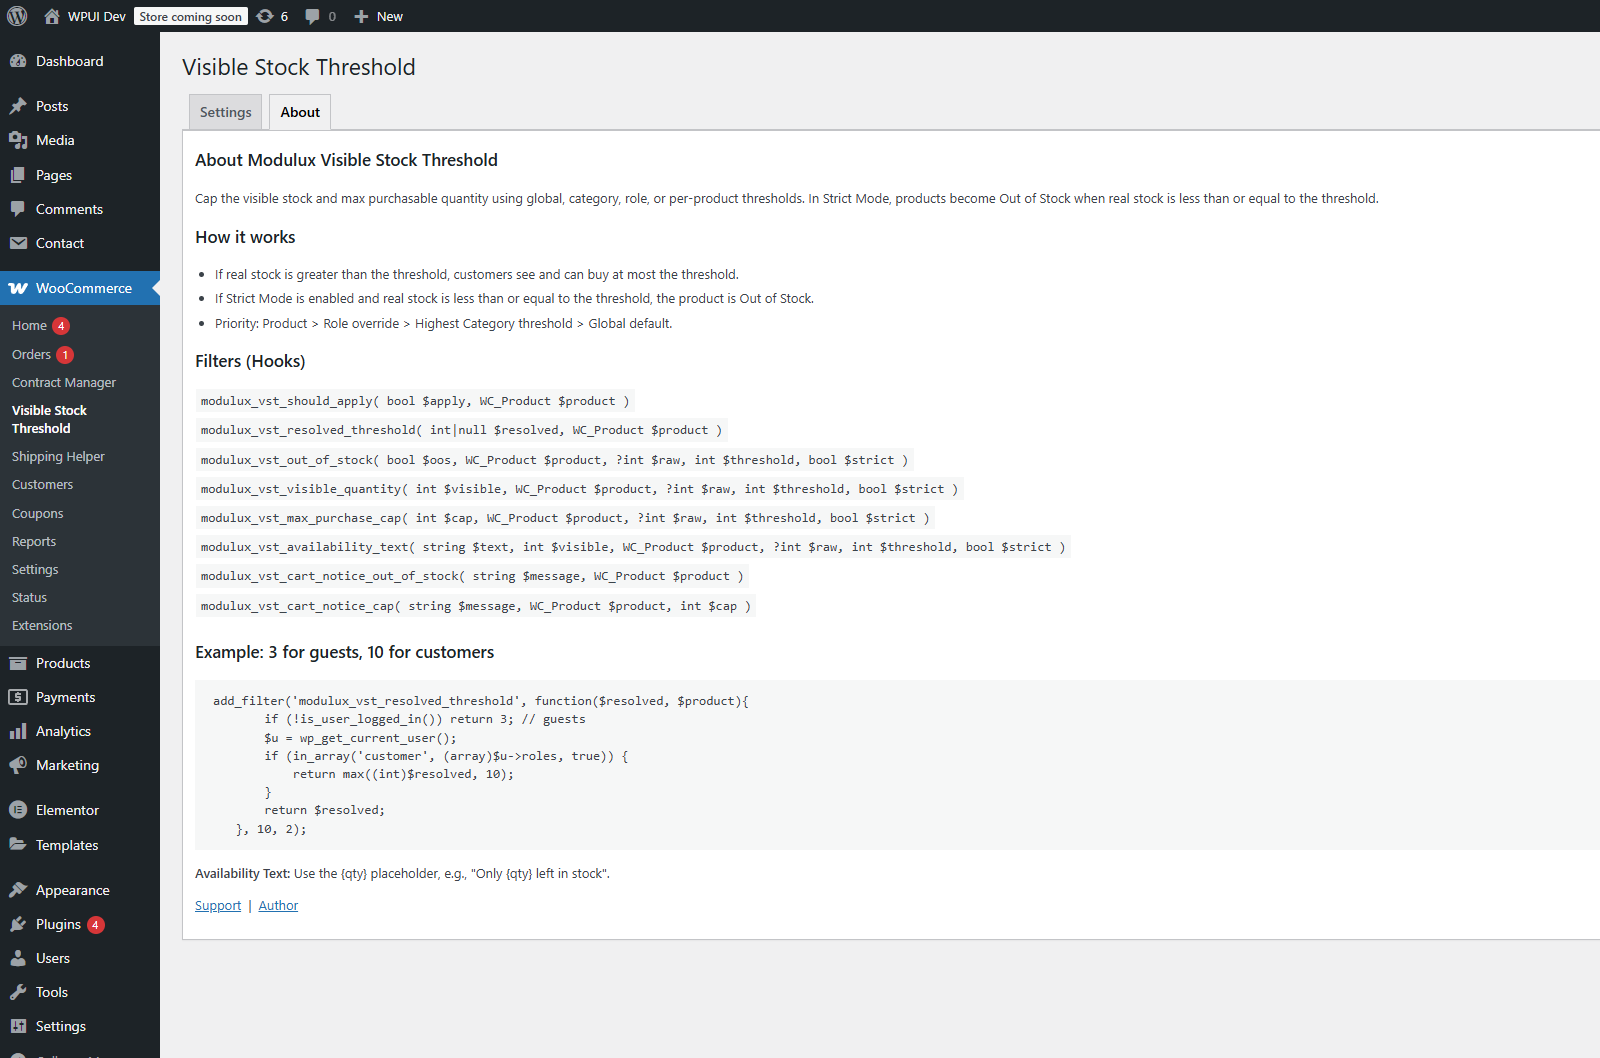 WPUI Dev Store coming soon 6 0 New
Dashboard
Posts
Media
Pages
Comments
Contact
WooCommerce
Home 4
Orders 1
Contract Manager
Visible Stock
Threshold
Shipping Helper
Customers
Coupons
Reports
Settings
Status
Extensions
Products
Payments
Analytics
Marketing
Elementor
Templates
Appearance
Plugins 4
Users
Tools
Settings
Visible Stock Threshold
Settings About
About Modulux Visible Stock Threshold
Cap the visible stock and max purchasable quantity using global, category, role, or per-product thresholds. In Strict Mode, products become Out of Stock when real stock is less than or equal to the threshold.
How it works
• If real stock is greater than the threshold, customers see and can buy at most the threshold.
• If Strict Mode is enabled and real stock is less than or equal to the threshold, the product is Out of Stock.
• Priority: Product > Role override > Highest Category threshold > Global default.
Filters (Hooks)
modulux_vst_should_apply( bool $apply, WC_Product $product )
modulux_vst_resolved_threshold( int|null $resolved, WC_Product $product )
modulux_vst_out_of_stock( bool $oos, WC_Product $product, ?int $raw, int $threshold, bool $strict )
modulux_vst_visible_quantity( int $visible, WC_Product $product, ?int $raw, int $threshold, bool $strict )
modulux_vst_max_purchase_cap( int $cap, WC_Product $product, ?int $raw, int $threshold, bool $strict )
modulux_vst_availability_text( string $text, int $visible, WC_Product $product, ?int $raw, int $threshold, bool $strict )
modulux_vst_cart_notice_out_of_stock( string $message, WC_Product $product )
modulux_vst_cart_notice_cap( string $message, WC_Product $product, int $cap )
Example: 3 for guests, 10 for customers
add_filter('modulux_vst_resolved_threshold', function($resolved, $product){
if (!is_user_logged_in()) return 3; // guests
$u = wp_get_current_user();
if (in_array('customer', (array)$u->roles, true)) {
return max((int)$resolved, 10);
}
return $resolved;
}, 10, 2);
Availability Text: Use the {qty} placeholder, e.g., "Only {qty} left in stock".
Support | Author